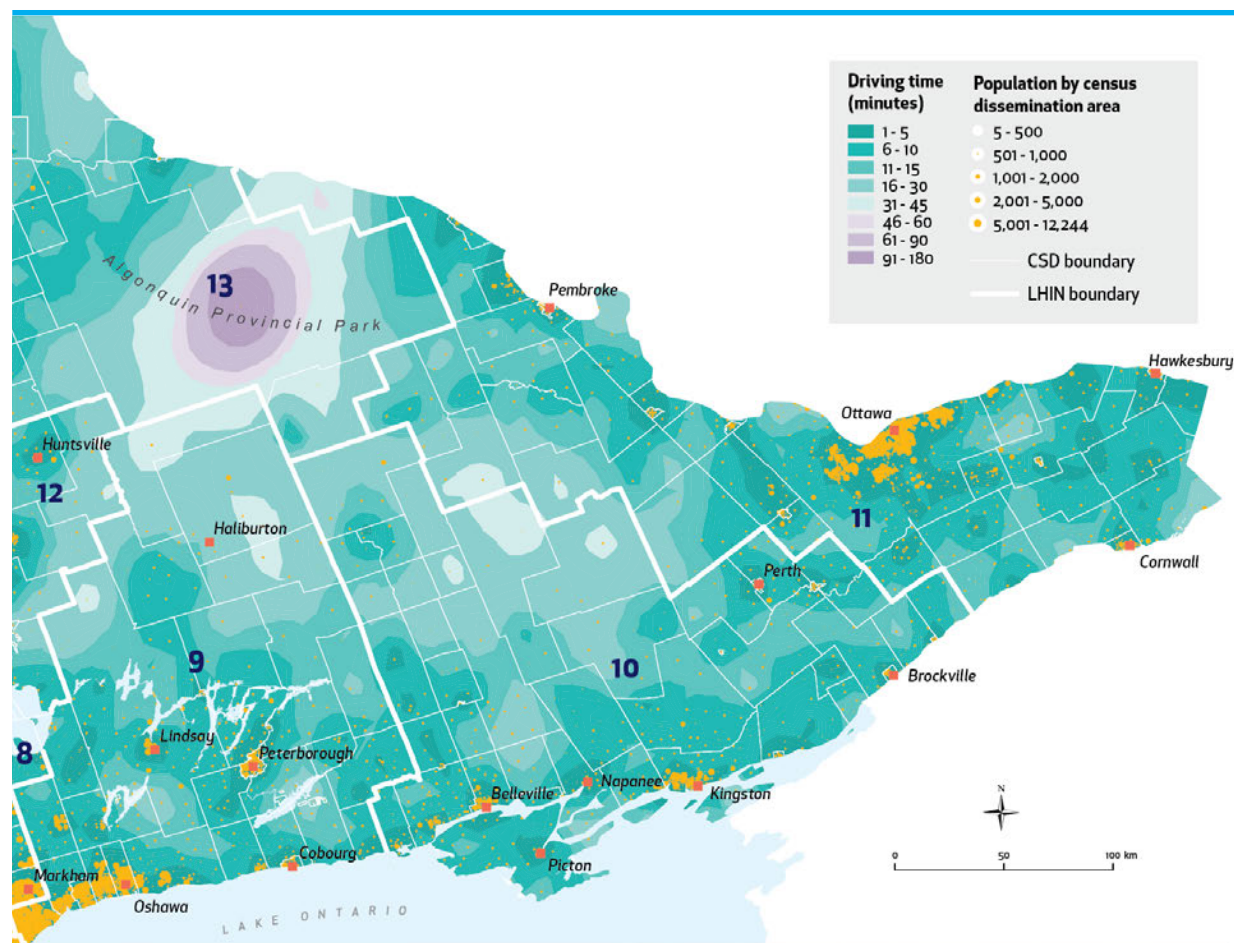 Driving time
(minutes)
1 - 5
6 - 10
11 - 15
16 - 30
31 - 45
46 - 60
61 - 90
91 - 180
Population by census
dissemination area
5 - 500
501 - 1,000
1,001 - 2,000
2,001 - 5,000
5,001 - 12,244
CSD boundary
LHIN boundary
13
Algonquin Provincial Park
Pembroke
Hawkesbury
Ottawa
Huntsville
12
11
Haliburton
Perth
Cornwall
9
10
Brockville
Lindsay
8
Peterborough
Napanee
Belleville
Kingston
N
Cobourg
Picton
0 50 100 km
Markham
Oshawa
LAKE ONTARIO